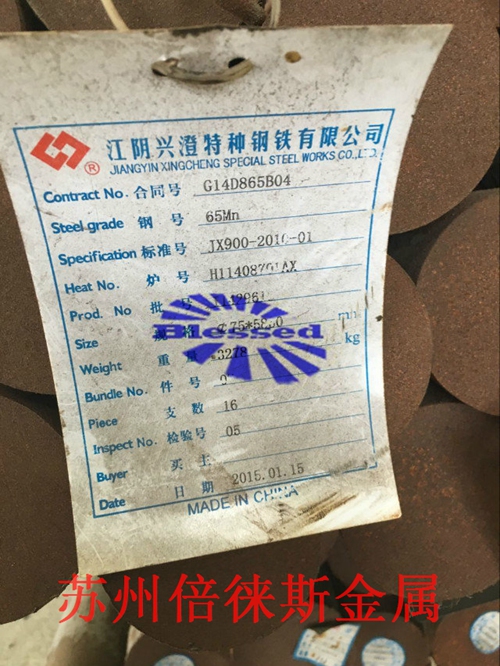 江阴兴澄特种钢铁有限公司
®
JIANGYIN XINGCHENG SPECIAL STEEL WORKS CO.,LTD.
Contract No. 合同号 G14D865B04
Steel grade 钢 号 65Mn
Specification 标准号
Heat No. 炉 号
Prod. No 批 号
Blessed
Size
Weight 重 kg
Bundle No. 件 号
Piece 支 數 16
Inspect No. 检验号 05
Buyer 买 主
Date 日 期 2015.01.15
MADE IN CHINA
苏州倍徕斯金属